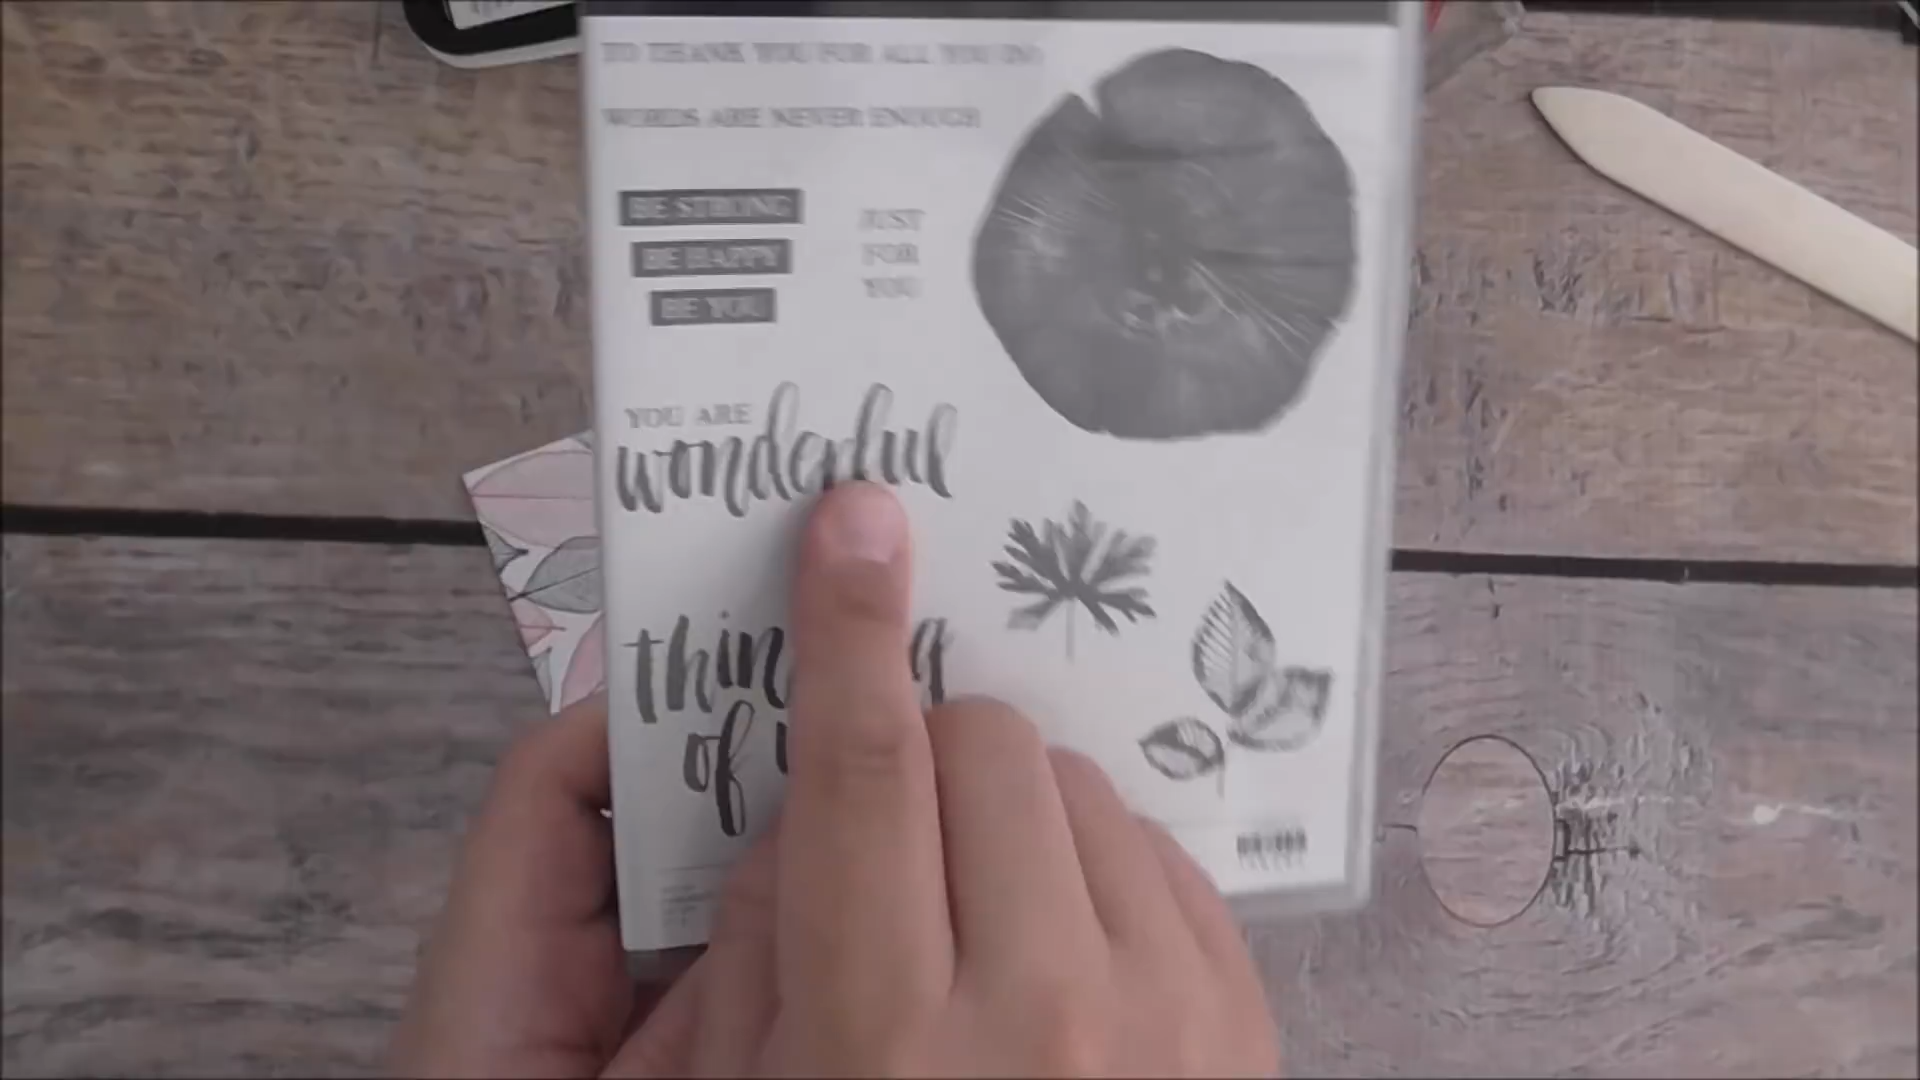 TO THANK YOU FOR ALL YOU DO
WORDS ARE NEVER ENOUGH
BE STRONG
BE HAPPY
BE YOU
JUST
FOR
YOU
YOU ARE
wonderful
of